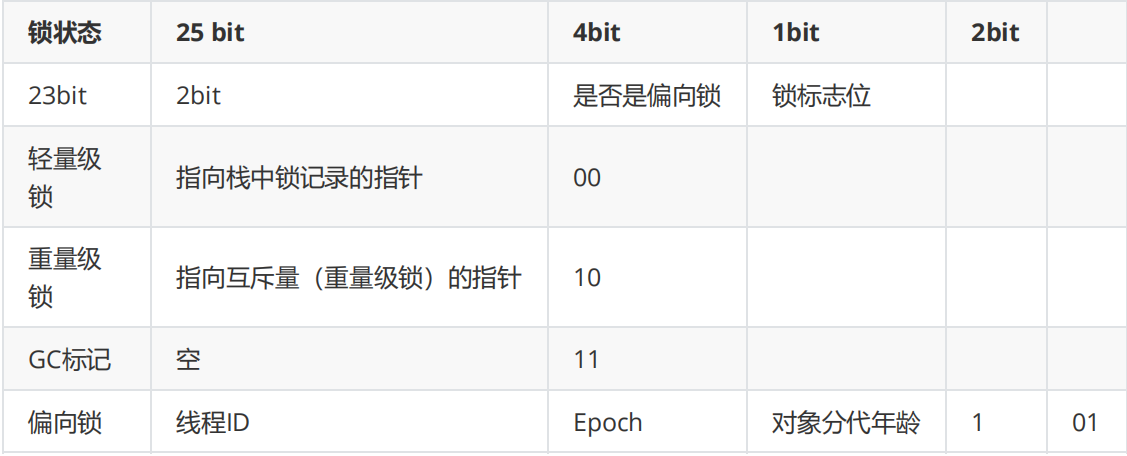 锁状态 25 bit 4bit 1bit 2bit
23bit 2bit 是否是偏向锁 锁标志位
轻量级
锁 指向栈中锁记录的指针 00
重量级
锁 指向互斥量（重量级锁）的指针 10
GC标记 空 11
偏向锁 线程ID Epoch 对象分代年龄 1 01